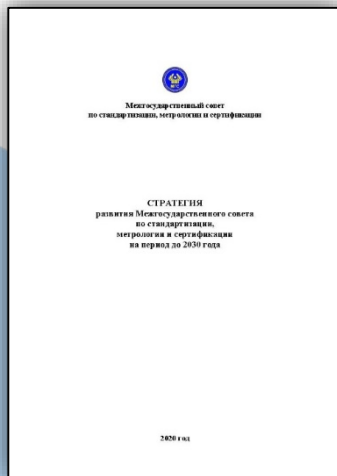 Межгосударственный совет
по стандартизации, метрологии и сертификации
СТРАТЕГИЯ
развития Межгосударственного совета
по стандартизации,
метрологии и сертификации
на период до 2030 года
2020 год